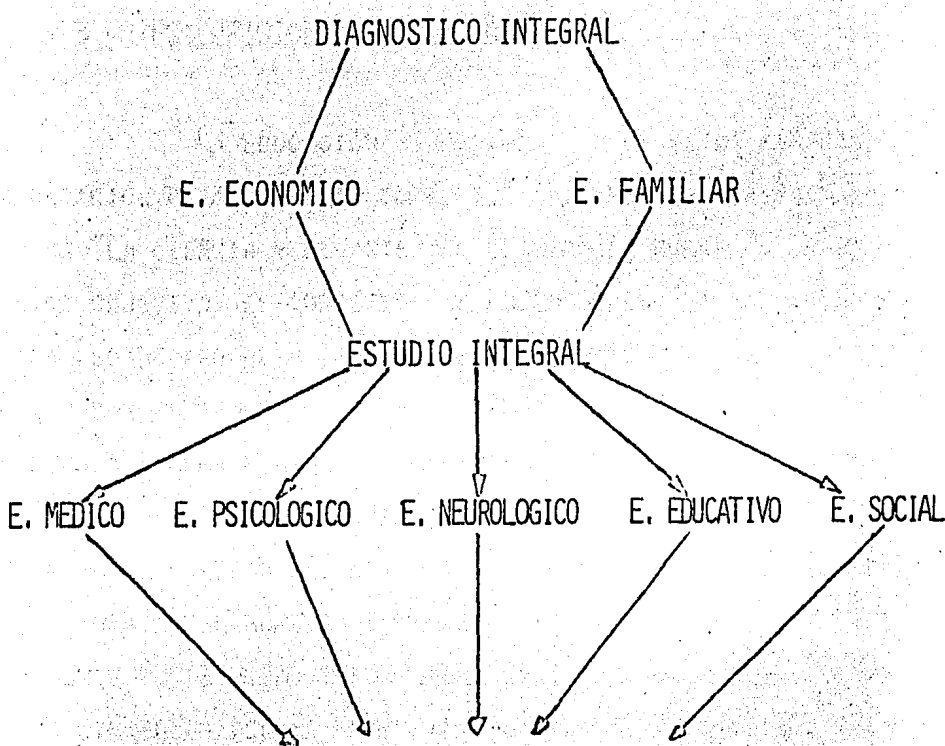 DIAGNOSTICO INTEGRAL
E. ECONOMICO E. FAMILIAR
ESTUDIO INTEGRAL
E. MEDICO E. PSICOLOGICO E. NEUROLOGICO E. EDUCATIVO E. SOCIAL